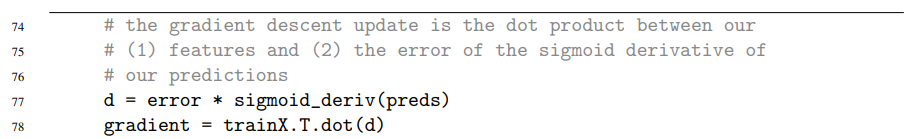 74 # the gradient descent update is the dot product between our
75 # (1) features and (2) the error of the sigmoid derivative of
76 # our predictions
77 d = error * sigmoid_deriv(preds)
78 gradient = trainX.T.dot(d)